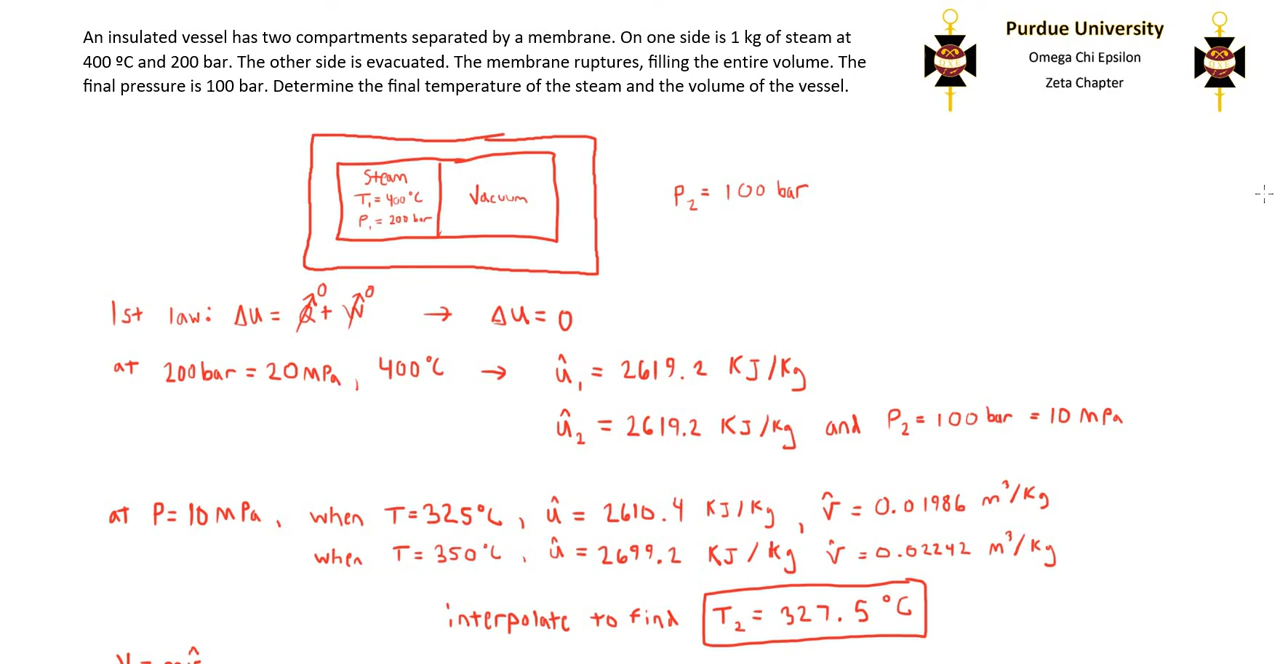 An insulated vessel has two compartments separated by a membrane. On one side is 1 kg of steam at
400 ºC and 200 bar. The other side is evacuated. The membrane ruptures, filling the entire volume. The
final pressure is 100 bar. Determine the final temperature of the steam and the volume of the vessel.
Purdue University
Omega Chi Epsilon
Zeta Chapter
Steam
T₁ = 400°C
P₁ = 200 bar
Vacuum
P₂ = 100 bar
1st law: ΔU = Q⁰ + W⁰ → ΔU = 0
at 200 bar = 20 MPa, 400°C → û₁ = 2619.2 KJ/Kg
û₂ = 2619.2 KJ/Kg and P₂ = 100 bar = 10 MPa
at P = 10 MPa, when T = 325°C, û = 2610.4 KJ/Kg, v̂ = 0.01986 m³/Kg
when T = 350°C, û = 2699.2 KJ/Kg v̂ = 0.02242 m³/Kg
interpolate to find T₂ = 327.5 °C